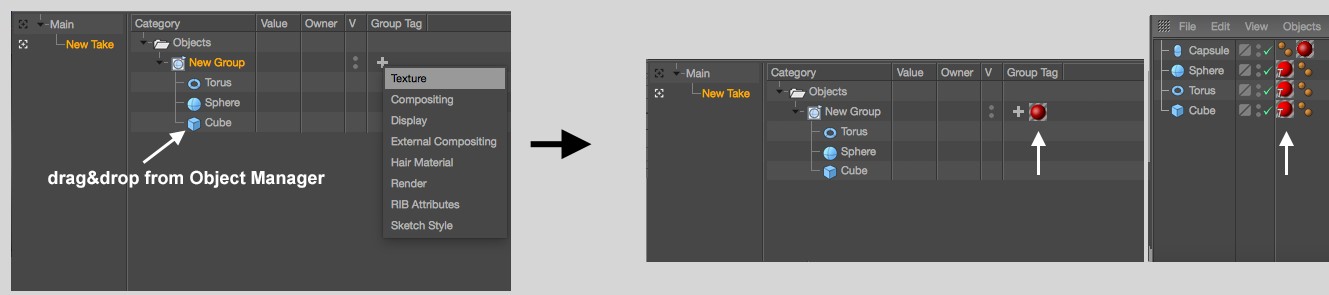 Main
New Take
Category Value Owner V Group Tag
Objects
New Group
Torus
Sphere
Cube
Texture
Compositing
Display
External Compositing
Hair Material
Render
RIB Attributes
Sketch Style
drag&drop from Object Manager
Main
New Take
Category Value Owner V Group Tag
Objects
New Group
Torus
Sphere
Cube
File Edit View Objects
Capsule
Sphere
Torus
Cube